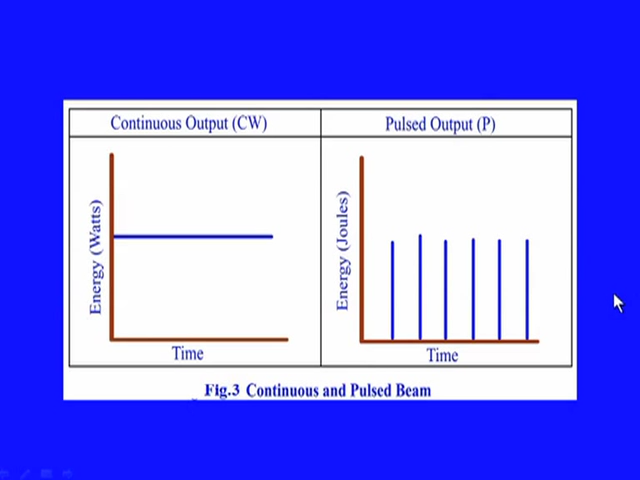 Continuous Output (CW)
Pulsed Output (P)
Energy (Watts)
Time
Energy (Joules)
Time
Fig.3 Continuous and Pulsed Beam